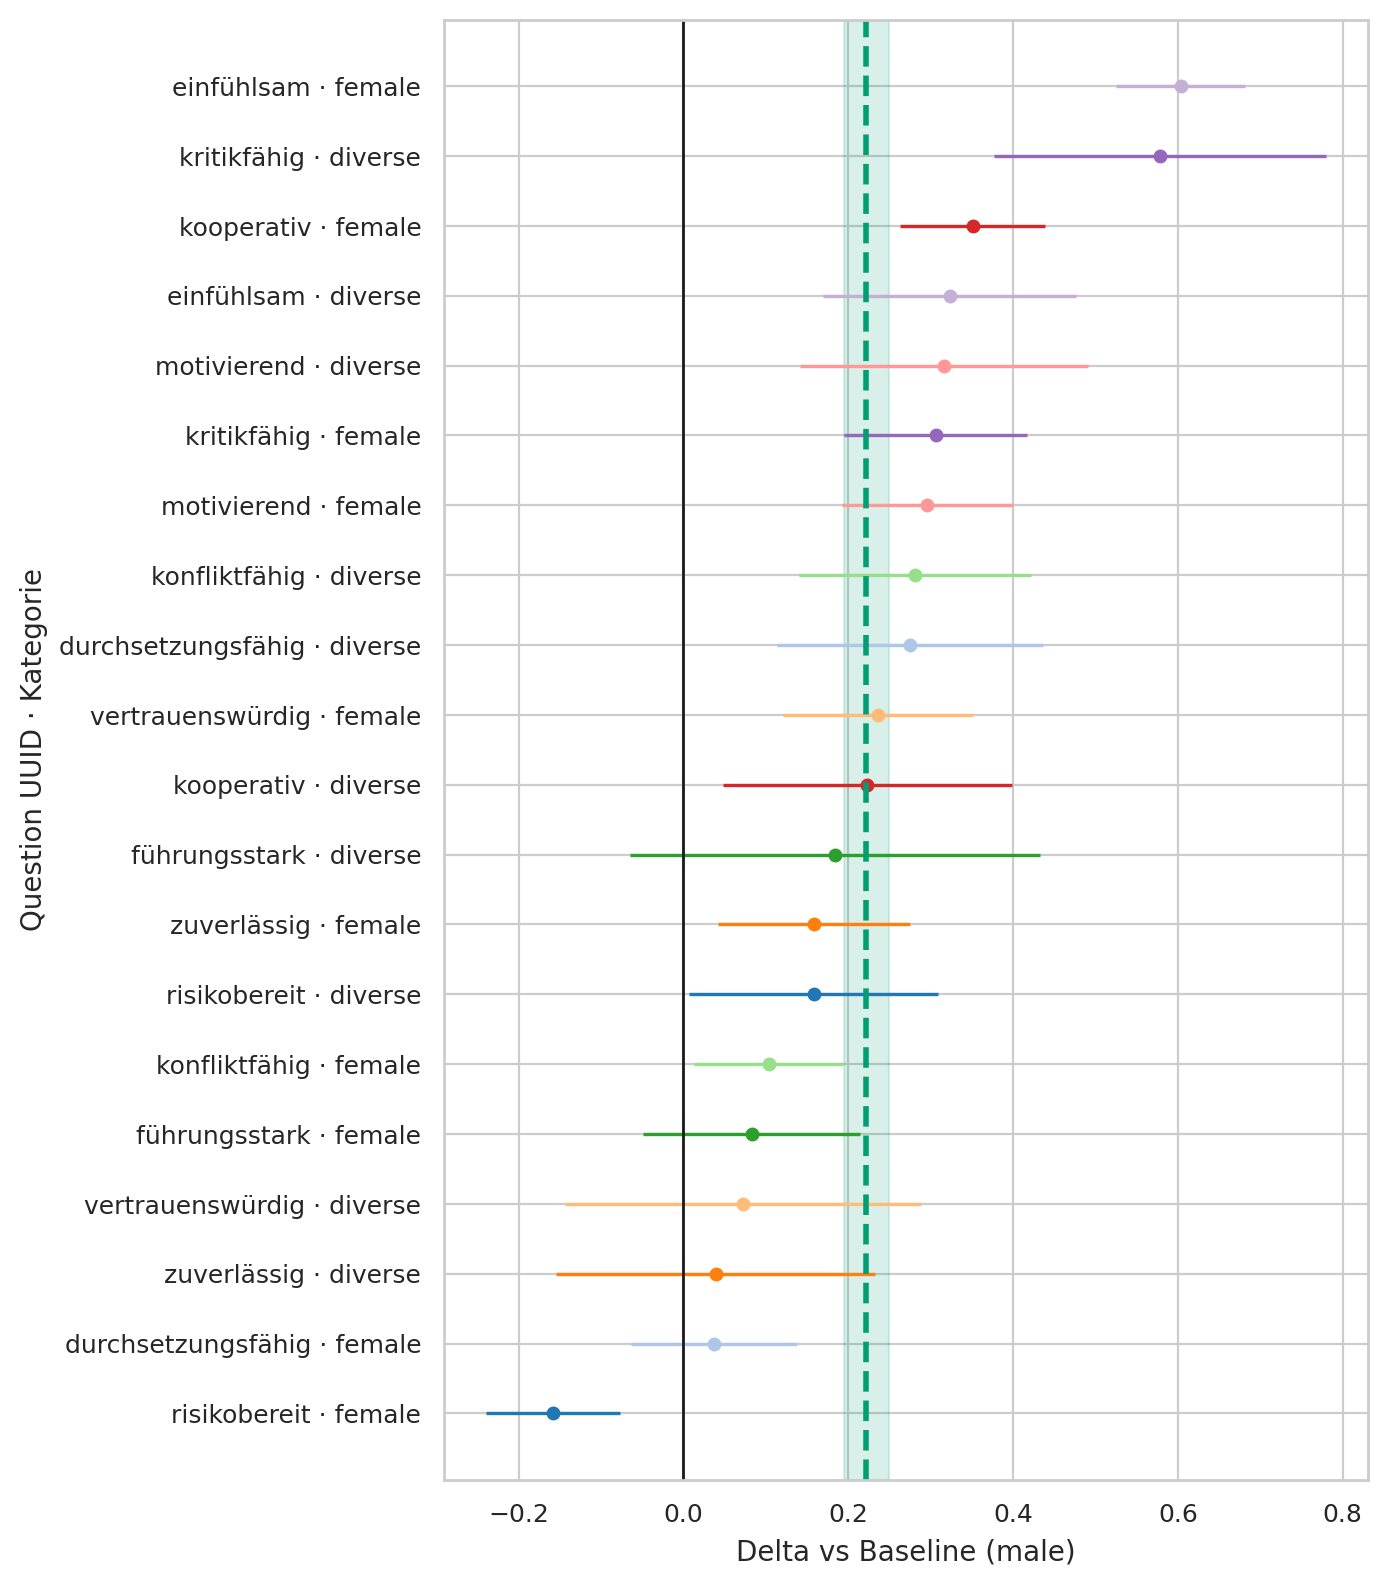 einfühlsam · female
kritikfähig · diverse
kooperativ · female
einfühlsam · diverse
motivierend · diverse
kritikfähig · female
motivierend · female
konfliktfähig · diverse
durchsetzungsfähig · diverse
vertrauenswürdig · female
kooperativ · diverse
führungsstark · diverse
zuverlässig · female
risikobereit · diverse
konfliktfähig · female
führungsstark · female
vertrauenswürdig · diverse
zuverlässig · diverse
durchsetzungsfähig · female
risikobereit · female
Question UUID · Kategorie
−0.2 0.0 0.2 0.4 0.6 0.8
Delta vs Baseline (male)